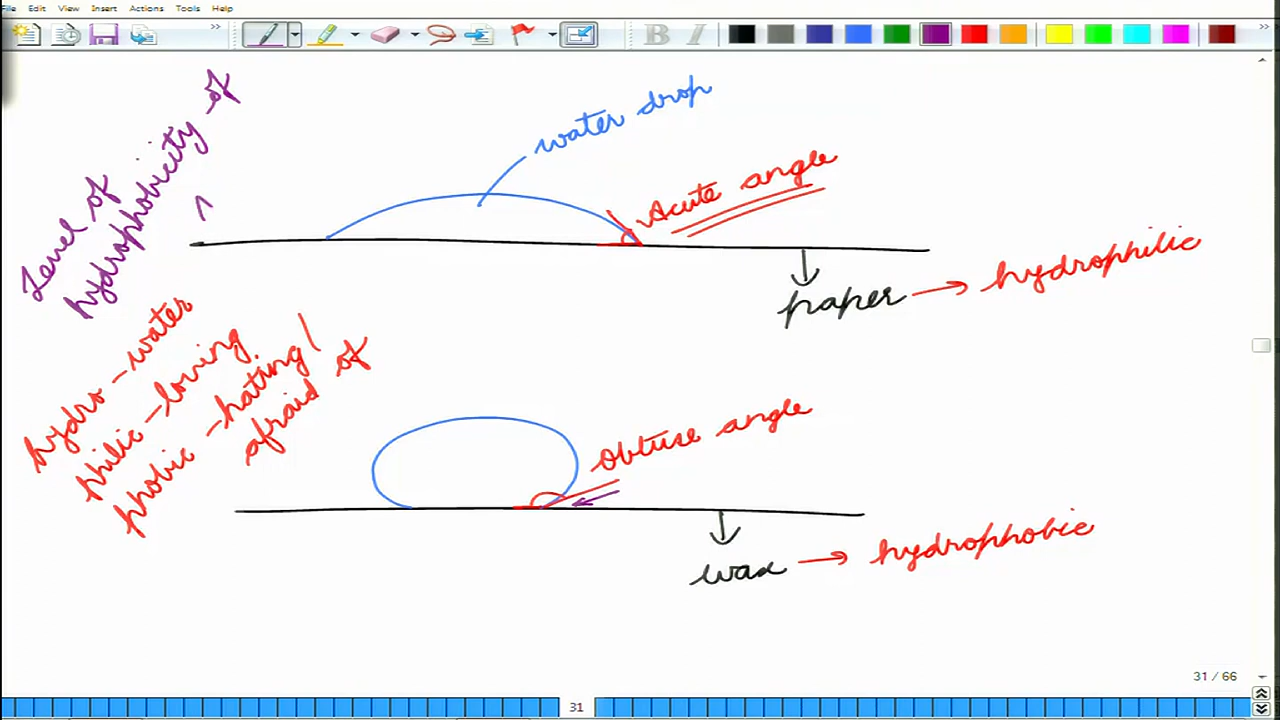 File Edit View Insert Actions Tools Help
Level of
hydrophobicity of
water drop
Acute angle
paper → hydrophilic
hydro - water
philic - loving
phobic - hating/
afraid of
Obtuse angle
wax → hydrophobic
31 / 66
31